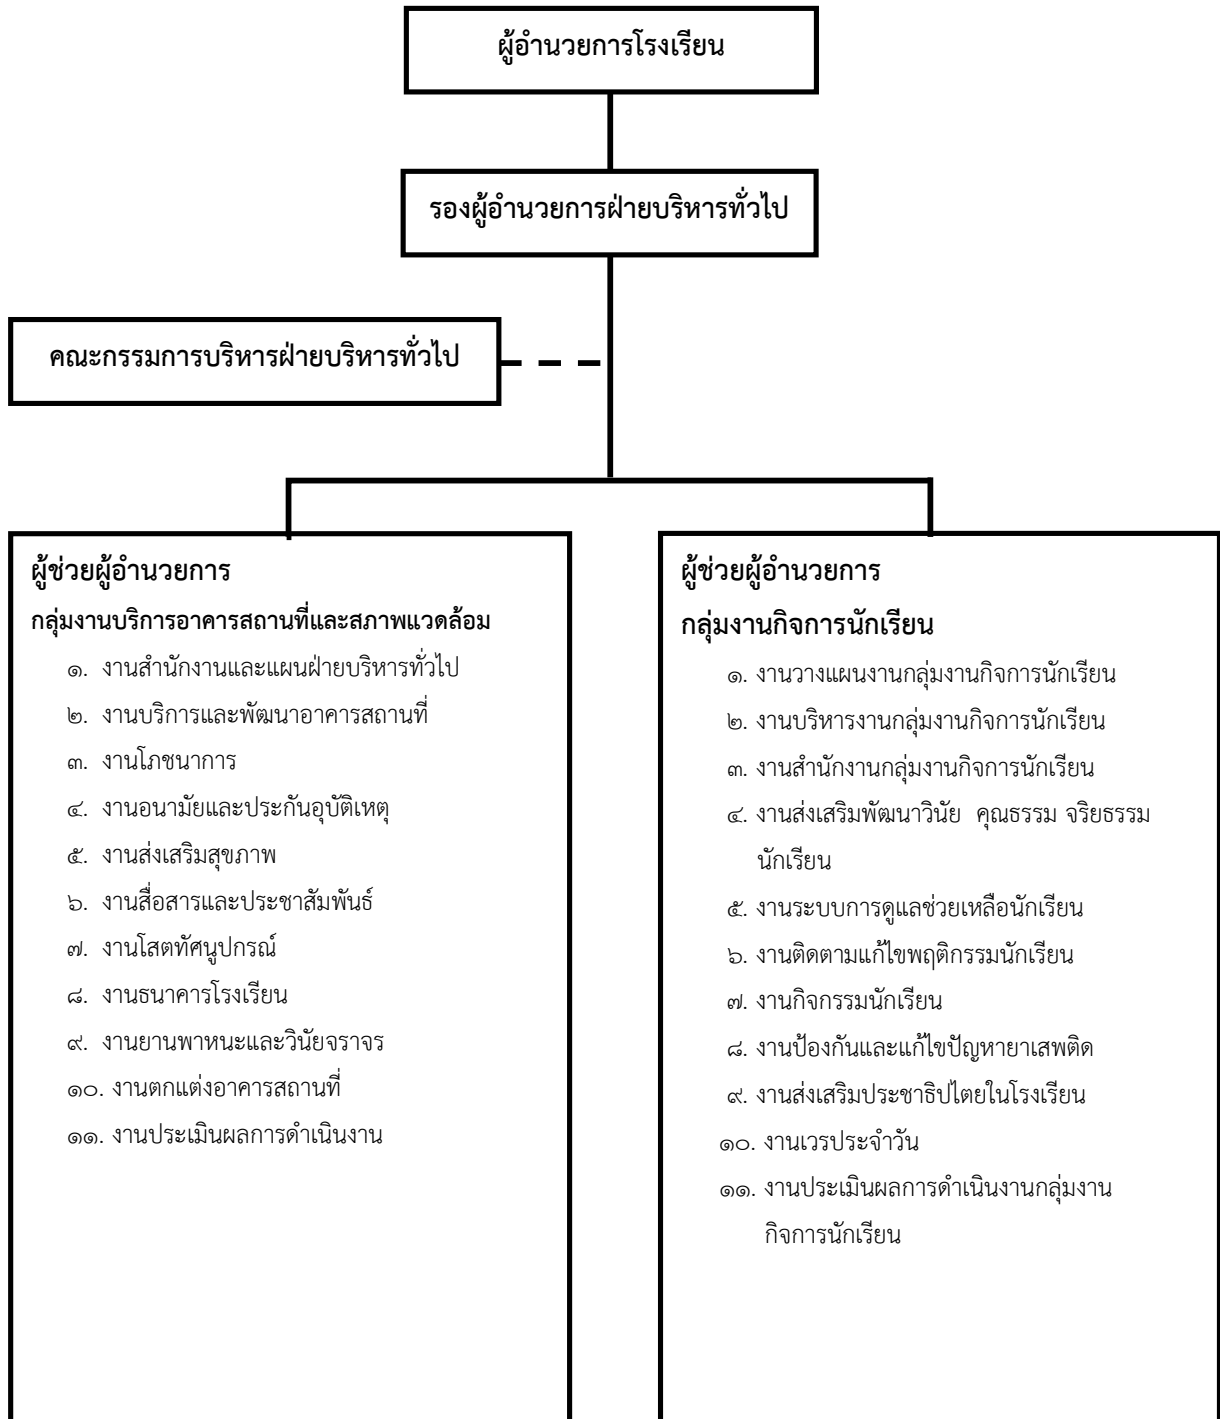 ผู้อำนวยการโรงเรียน
รองผู้อำนวยการฝ่ายบริหารทั่วไป
คณะกรรมการบริหารฝ่ายบริหารทั่วไป
ผู้ช่วยผู้อำนวยการ
กลุ่มงานบริการอาคารสถานที่และสภาพแวดล้อม
๑. งานสำนักงานและแผนฝ่ายบริหารทั่วไป
๒. งานบริการและพัฒนาอาคารสถานที่
๓. งานโภชนาการ
๔. งานอนามัยและประกันอุบัติเหตุ
๕. งานส่งเสริมสุขภาพ
๖. งานสื่อสารและประชาสัมพันธ์
๗. งานโสตทัศนูปกรณ์
๘. งานธนาคารโรงเรียน
๙. งานยานพาหนะและวินัยจราจร
๑๐. งานตกแต่งอาคารสถานที่
๑๑. งานประเมินผลการดำเนินงาน
ผู้ช่วยผู้อำนวยการ
กลุ่มงานกิจการนักเรียน
๑. งานวางแผนงานกลุ่มงานกิจการนักเรียน
๒. งานบริหารงานกลุ่มงานกิจการนักเรียน
๓. งานสำนักงานกลุ่มงานกิจการนักเรียน
๔. งานส่งเสริมพัฒนาวินัย คุณธรรม จริยธรรม
นักเรียน
๕. งานระบบการดูแลช่วยเหลือนักเรียน
๖. งานติดตามแก้ไขพฤติกรรมนักเรียน
๗. งานกิจกรรมนักเรียน
๘. งานป้องกันและแก้ไขปัญหายาเสพติด
๙. งานส่งเสริมประชาธิปไตยในโรงเรียน
๑๐. งานเวรประจำวัน
๑๑. งานประเมินผลการดำเนินงานกลุ่มงาน
กิจการนักเรียน